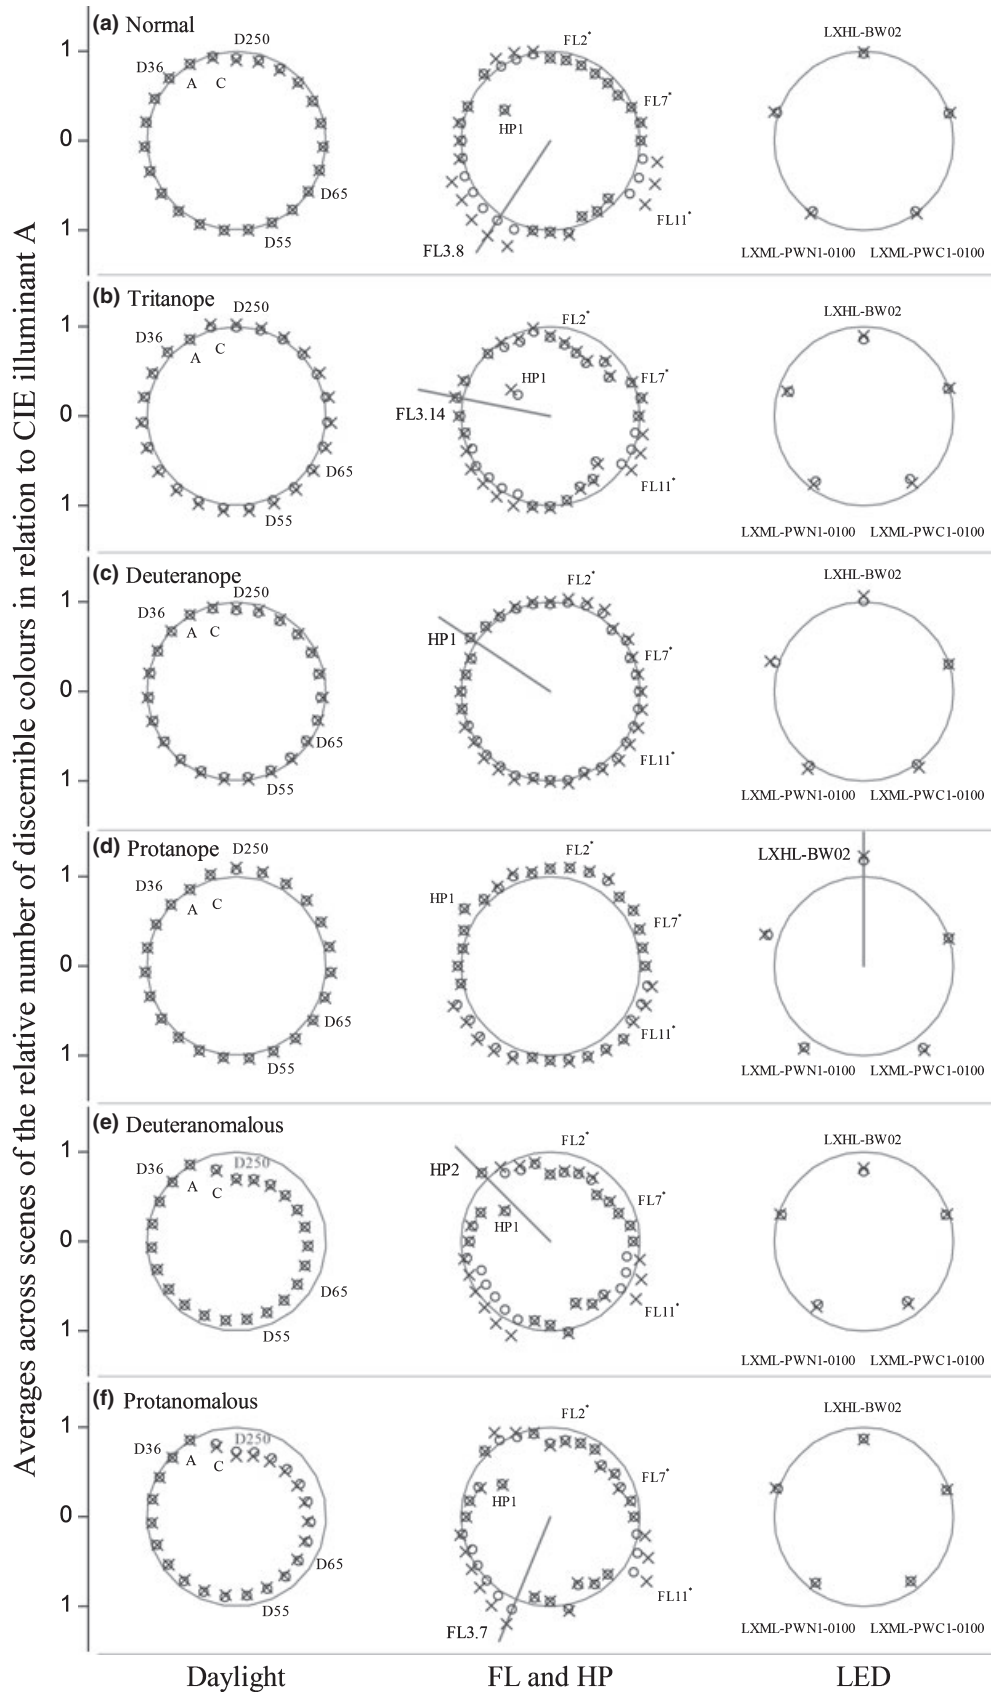 Averages across scenes of the relative number of discernible colours in relation to CIE illuminant A
(a) Normal
1
0
1
D250
D36
A
C
D65
D55
FL2*
FL7*
HP1
FL11*
FL3.8
LXHL-BW02
LXML-PWN1-0100
LXML-PWC1-0100
(b) Tritanope
1
0
1
D250
D36
A
C
D65
D55
FL2*
FL7*
HP1
FL3.14
FL11*
LXHL-BW02
LXML-PWN1-0100
LXML-PWC1-0100
(c) Deuteranope
1
0
1
D250
D36
A
C
D65
D55
FL2*
HP1
FL7*
FL11*
LXHL-BW02
LXML-PWN1-0100
LXML-PWC1-0100
(d) Protanope
1
0
1
D250
D36
A
C
D65
D55
FL2*
HP1
FL7*
FL11*
LXHL-BW02
LXML-PWN1-0100
LXML-PWC1-0100
(e) Deuteranomalous
1
0
1
D250
D36
A
C
D65
D55
FL2*
HP2
FL7*
HP1
FL11*
LXHL-BW02
LXML-PWN1-0100
LXML-PWC1-0100
(f) Protanomalous
1
0
1
D250
D36
A
C
D65
D55
FL2*
FL7*
HP1
FL11*
FL3.7
LXHL-BW02
LXML-PWN1-0100
LXML-PWC1-0100
Daylight
FL and HP
LED